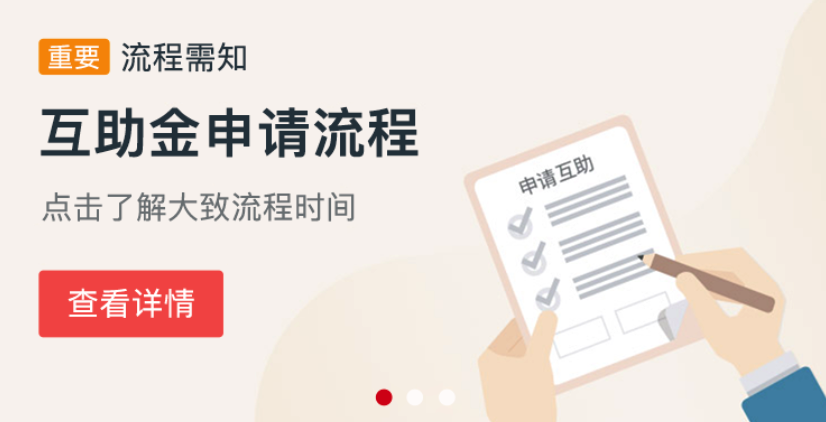 重要 流程需知
互助金申请流程
点击了解大致流程时间
查看详情
申请互助